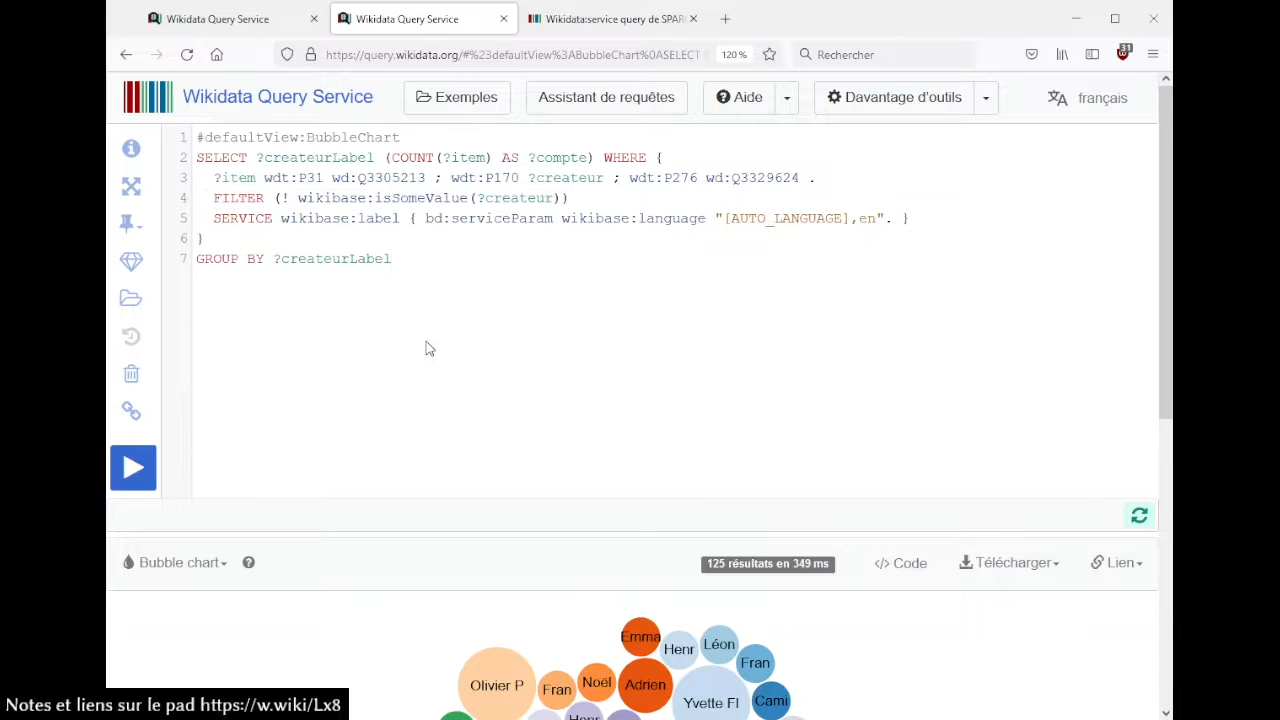 Wikidata Query Service
Wikidata Query Service
Wikidata:service query de SPAR
https://query.wikidata.org/#%23defaultView%3ABubbleChart%0ASELECT
120 %
Rechercher
31
Wikidata Query Service
Exemples
Assistant de requêtes
Aide
Davantage d'outils
français
1 #defaultView:BubbleChart
2 SELECT ?createurLabel (COUNT(?item) AS ?compte) WHERE {
3 ?item wdt:P31 wd:Q3305213 ; wdt:P170 ?createur ; wdt:P276 wd:Q3329624 .
4 FILTER (! wikibase:isSomeValue(?createur))
5 SERVICE wikibase:label { bd:serviceParam wikibase:language "[AUTO_LANGUAGE],en". }
6 }
7 GROUP BY ?createurLabel
Bubble chart
125 résultats en 349 ms
</> Code
Télécharger
Lien
Emma
Henr
Léon
Fran
Olivier P
Fran
Noël
Adrien
Yvette Fl
Cami
Henr
Notes et liens sur le pad https://w.wiki/Lx8